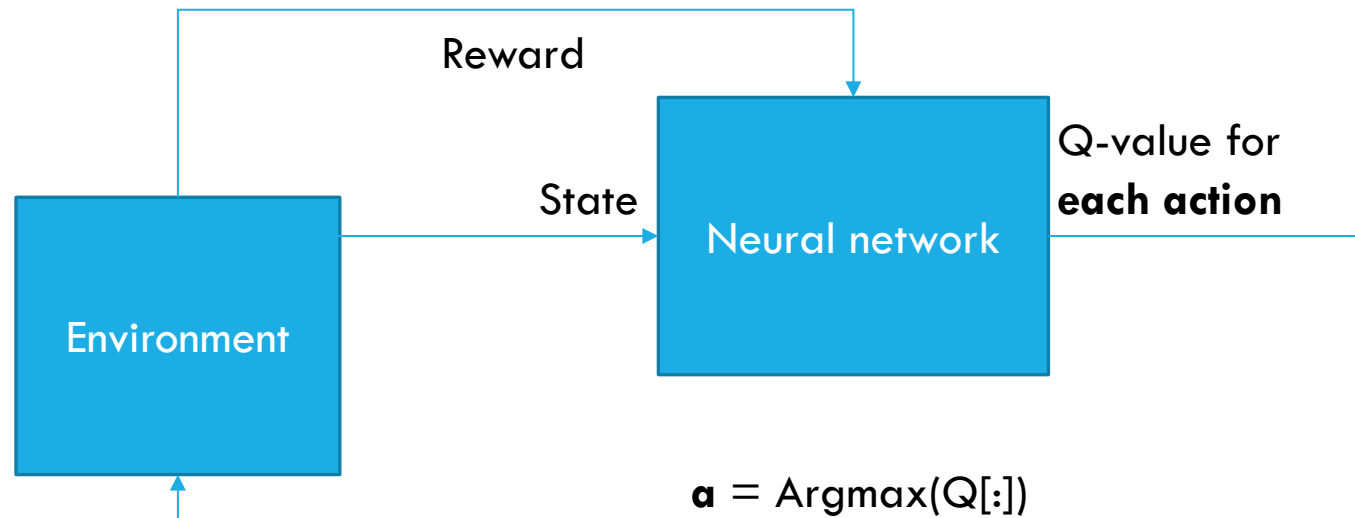 Reward
Q-value for
each action
State
Neural network
Environment
a = Argmax(Q[:])